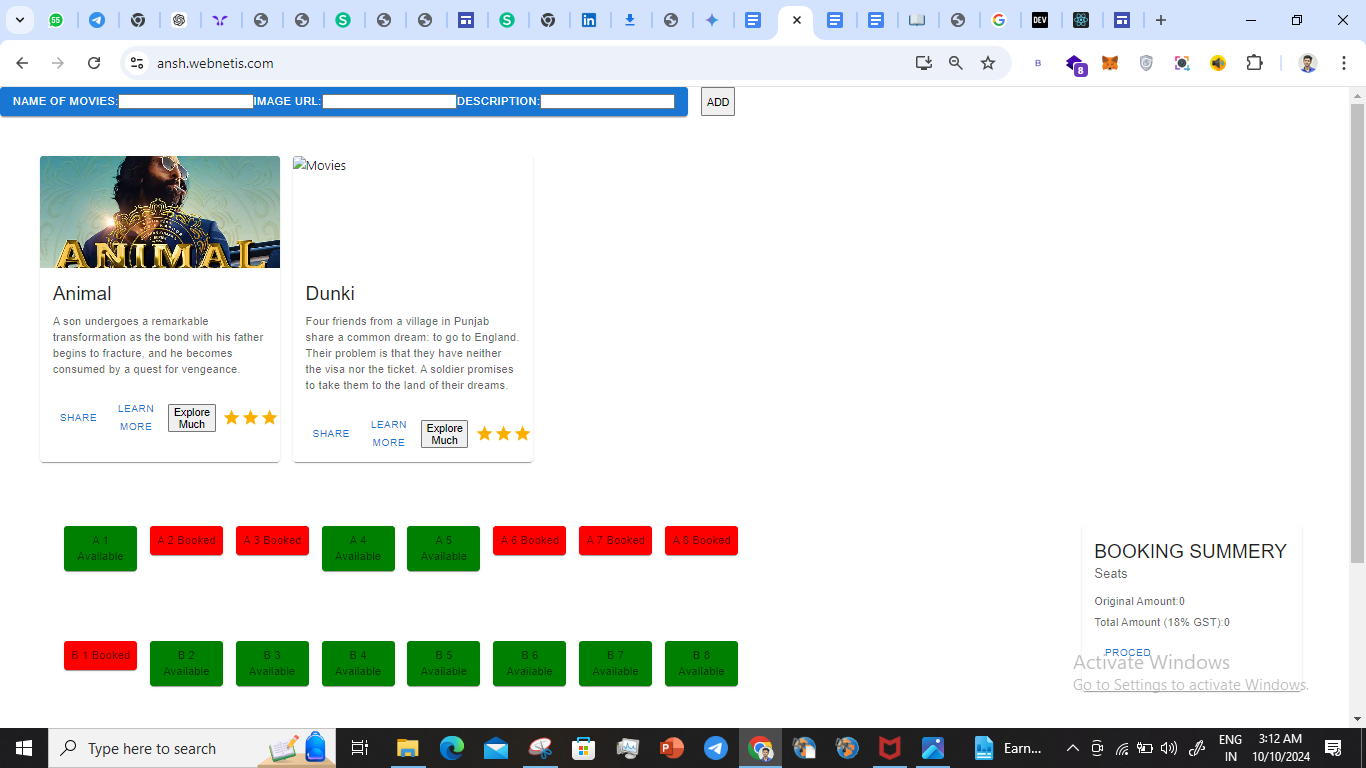 55
DEV
ansh.webnetis.com
B
8
NAME OF MOVIES:
IMAGE URL:
DESCRIPTION:
ADD
ANIMAL
Movies
Animal
A son undergoes a remarkable
transformation as the bond with his father
begins to fracture, and he becomes
consumed by a quest for vengeance.
SHARE
LEARN
MORE
Explore
Much
Dunki
Four friends from a village in Punjab
share a common dream: to go to England.
Their problem is that they have neither
the visa nor the ticket. A soldier promises
to take them to the land of their dreams.
SHARE
LEARN
MORE
Explore
Much
A 1
Available
A 2 Booked
A 3 Booked
A 4
Available
A 5
Available
A 6 Booked
A 7 Booked
A 8 Booked
BOOKING SUMMERY
Seats
Original Amount:0
Total Amount (18% GST):0
PROCED
B 1 Booked
B 2
Available
B 3
Available
B 4
Available
B 5
Available
B 6
Available
B 7
Available
B 8
Available
Activate Windows
Go to Settings to activate Windows.
Type here to search
Earn...
ENG
IN
3:12 AM
10/10/2024